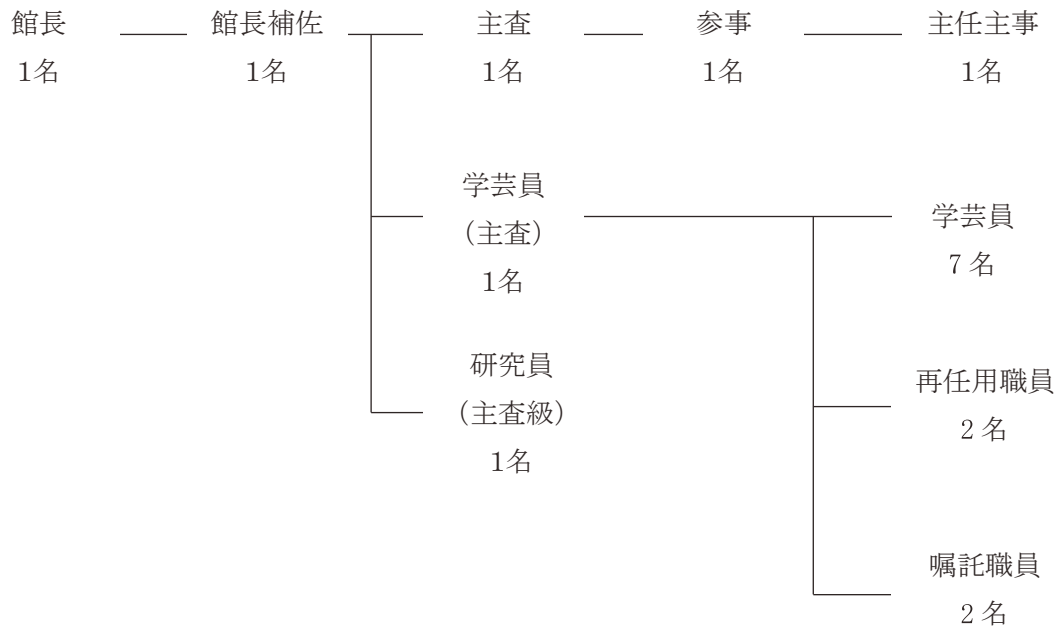 館長 館長補佐 主査 参事 主任主事
1名 1名 1名 1名 1名
学芸員
（主査）
1名
学芸員
7名
研究員
（主査級）
1名
再任用職員
2名
嘱託職員
2名